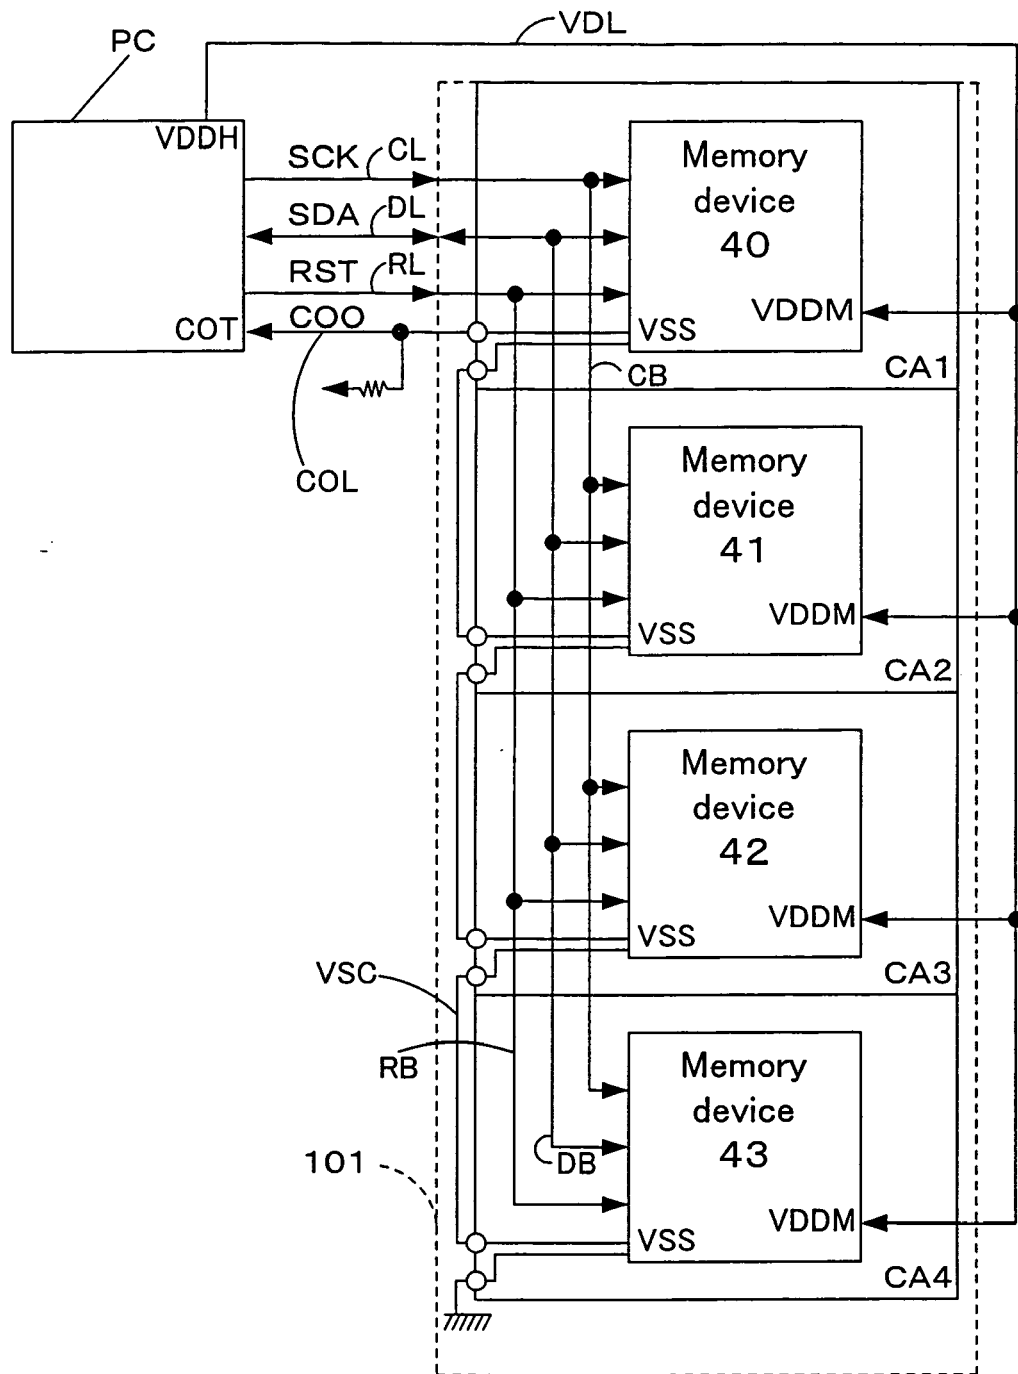 VDL
PC
VDDH
SCK CL
SDA DL
RST RL
COT COO
COL
Memory
device
40
VDDM
VSS
CB
CA1
Memory
device
41
VDDM
VSS
CA2
Memory
device
42
VDDM
VSS
CA3
VSC
RB
Memory
device
43
DB
101
VDDM
VSS
CA4